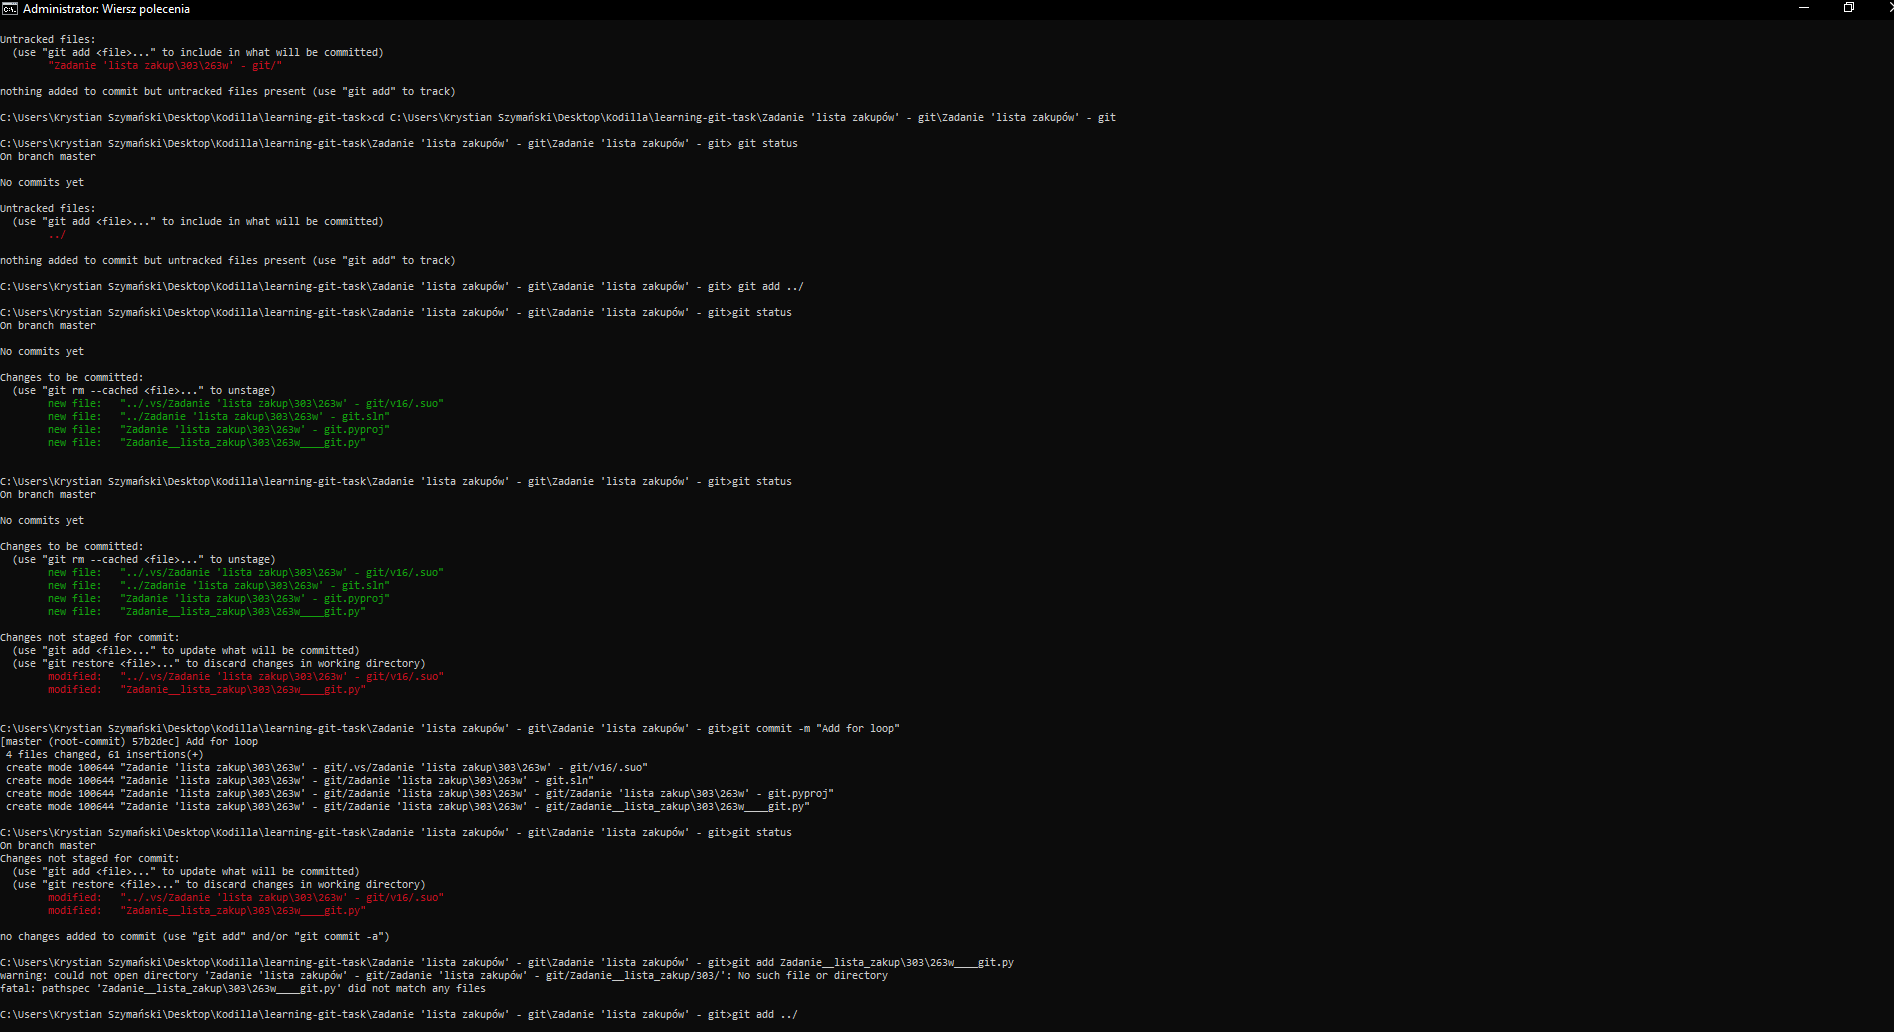 Administrator: Wiersz polecenia
Untracked files:
  (use "git add <file>..." to include in what will be committed)
        "Zadanie 'lista zakup\303\263w' - git/"
nothing added to commit but untracked files present (use "git add" to track)
C:\Users\Krystian Szymański\Desktop\Kodilla\learning-git-task>cd C:\Users\Krystian Szymański\Desktop\Kodilla\learning-git-task\Zadanie 'lista zakupów' - git\Zadanie 'lista zakupów' - git
C:\Users\Krystian Szymański\Desktop\Kodilla\learning-git-task\Zadanie 'lista zakupów' - git\Zadanie 'lista zakupów' - git> git status
On branch master
No commits yet
Untracked files:
  (use "git add <file>..." to include in what will be committed)
        ../
nothing added to commit but untracked files present (use "git add" to track)
C:\Users\Krystian Szymański\Desktop\Kodilla\learning-git-task\Zadanie 'lista zakupów' - git\Zadanie 'lista zakupów' - git> git add ../
C:\Users\Krystian Szymański\Desktop\Kodilla\learning-git-task\Zadanie 'lista zakupów' - git\Zadanie 'lista zakupów' - git>git status
On branch master
No commits yet
Changes to be committed:
  (use "git rm --cached <file>..." to unstage)
        new file:   "../.vs/Zadanie 'lista zakup\303\263w' - git/v16/.suo"
        new file:   "../Zadanie 'lista zakup\303\263w' - git.sln"
        new file:   "Zadanie 'lista zakup\303\263w' - git.pyproj"
        new file:   "Zadanie__lista_zakup\303\263w____git.py"
C:\Users\Krystian Szymański\Desktop\Kodilla\learning-git-task\Zadanie 'lista zakupów' - git\Zadanie 'lista zakupów' - git>git status
On branch master
No commits yet
Changes to be committed:
  (use "git rm --cached <file>..." to unstage)
        new file:   "../.vs/Zadanie 'lista zakup\303\263w' - git/v16/.suo"
        new file:   "../Zadanie 'lista zakup\303\263w' - git.sln"
        new file:   "Zadanie 'lista zakup\303\263w' - git.pyproj"
        new file:   "Zadanie__lista_zakup\303\263w____git.py"
Changes not staged for commit:
  (use "git add <file>..." to update what will be committed)
  (use "git restore <file>..." to discard changes in working directory)
        modified:   "../.vs/Zadanie 'lista zakup\303\263w' - git/v16/.suo"
        modified:   "Zadanie__lista_zakup\303\263w____git.py"
C:\Users\Krystian Szymański\Desktop\Kodilla\learning-git-task\Zadanie 'lista zakupów' - git\Zadanie 'lista zakupów' - git>git commit -m "Add for loop"
[master (root-commit) 57b2dec] Add for loop
 4 files changed, 61 insertions(+)
 create mode 100644 "Zadanie 'lista zakup\303\263w' - git/.vs/Zadanie 'lista zakup\303\263w' - git/v16/.suo"
 create mode 100644 "Zadanie 'lista zakup\303\263w' - git/Zadanie 'lista zakup\303\263w' - git.sln"
 create mode 100644 "Zadanie 'lista zakup\303\263w' - git/Zadanie 'lista zakup\303\263w' - git/Zadanie 'lista zakup\303\263w' - git.pyproj"
 create mode 100644 "Zadanie 'lista zakup\303\263w' - git/Zadanie 'lista zakup\303\263w' - git/Zadanie__lista_zakup\303\263w____git.py"
C:\Users\Krystian Szymański\Desktop\Kodilla\learning-git-task\Zadanie 'lista zakupów' - git\Zadanie 'lista zakupów' - git>git status
On branch master
Changes not staged for commit:
  (use "git add <file>..." to update what will be committed)
  (use "git restore <file>..." to discard changes in working directory)
        modified:   "../.vs/Zadanie 'lista zakup\303\263w' - git/v16/.suo"
        modified:   "Zadanie__lista_zakup\303\263w____git.py"
no changes added to commit (use "git add" and/or "git commit -a")
C:\Users\Krystian Szymański\Desktop\Kodilla\learning-git-task\Zadanie 'lista zakupów' - git\Zadanie 'lista zakupów' - git>git add Zadanie__lista_zakup\303\263w____git.py
warning: could not open directory 'Zadanie 'lista zakupów' - git/Zadanie 'lista zakupów' - git/Zadanie__lista_zakup/303/': No such file or directory
fatal: pathspec 'Zadanie__lista_zakup\303\263w____git.py' did not match any files
C:\Users\Krystian Szymański\Desktop\Kodilla\learning-git-task\Zadanie 'lista zakupów' - git\Zadanie 'lista zakupów' - git>git add ../